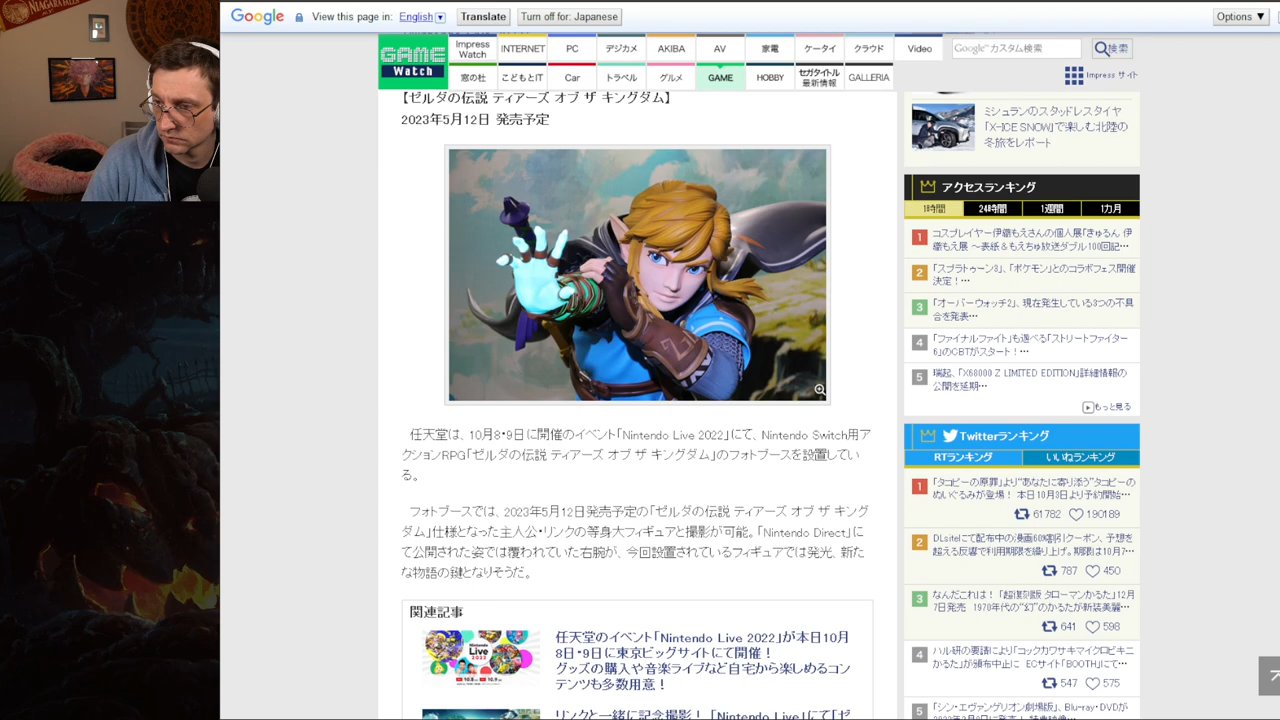 NIAGARA FALLS
Google
View this page in:
English
Translate
Turn off for: Japanese
Options ▼
GAME
Watch
Impress
Watch
INTERNET
PC
デジカメ
AKIBA
AV
家電
ケータイ
クラウド
Video
窓の杜
こどもとIT
Car
トラベル
グルメ
GAME
HOBBY
セガタイトル
最新情報
GALLERIA
Google カスタム検索
検索
Impress サイト
【ゼルダの伝説 ティアーズ オブ ザ キングダム】
2023年5月12日 発売予定
任天堂は、10月8・9日に開催のイベント「Nintendo Live 2022」にて、Nintendo Switch用ア
クションRPG「ゼルダの伝説 ティアーズ オブ ザ キングダム」のフォトブースを設置してい
る。
フォトブースでは、2023年5月12日発売予定の「ゼルダの伝説 ティアーズ オブ ザ キング
ダム」仕様となった主人公・リンクの等身大フィギュアと撮影が可能。「Nintendo Direct」に
て公開された姿では覆われていた右腕が、今回設置されているフィギュアでは発光、新た
な物語の鍵となりそうだ。
関連記事
Nintendo
Live
2022
任天堂のイベント「Nintendo Live 2022」が本日10月
8日・9日に東京ビッグサイトにて開催！
グッズの購入や音楽ライブなど自宅から楽しめるコン
テンツも多数用意！
リンクと一緒に記念撮影！ 「Nintendo Live」にて「ゼ
ミシュランのスタッドレスタイヤ
「X-ICE SNOW」で楽しむ北陸の
冬旅をレポート
アクセスランキング
1時間
24時間
1週間
1カ月
1
コスプレイヤー伊織もえさんの個人展「きゅるん 伊
織もえ展 ～表紙&もえちゅ放送ダブル100回記…
2
「スプラトゥーン3」、「ポケモン」とのコラボフェス開催
決定！…
3
「オーバーウォッチ2」、現在発生している3つの不具
合を発表…
4
「ファイナルファイト」も遊べる「ストリートファイター
6」のCBTがスタート！…
5
瑞起、「X68000 Z LIMITED EDITION」詳細情報の
公開を延期…
もっと見る
Twitterランキング
RTランキング
いいねランキング
1
「タコピーの原罪」より“あなたに寄り添う”タコピーの
ぬいぐるみが登場！ 本日10月3日より予約開始…
61782
190189
2
DLsiteにて配布中の漫画60%割引クーポン、予想を
超える反響で利用期限を繰り上げ。期限は10月7…
787
450
3
なんだこれは！ 「超復刻版 タローマンかるた」12月
7日発売 1970年代の“幻”のかるたが新装美麗…
641
598
4
ハル研の要請により「コックカワサキマイクロビキニ
かるた」が頒布中止に ECサイト「BOOTH」にて…
547
575
5
「シン・エヴァンゲリオン劇場版」、Blu-ray・DVDが